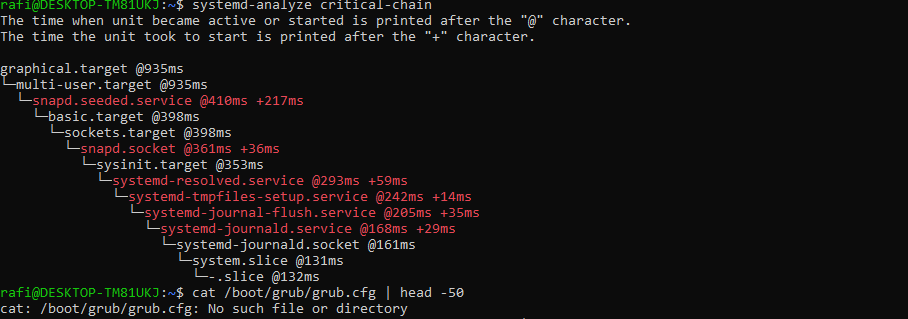 rafi@DESKTOP-TM81UKJ:~$ systemd-analyze critical-chain
The time when unit became active or started is printed after the "@" character.
The time the unit took to start is printed after the "+" character.

graphical.target @935ms
└─multi-user.target @935ms
  └─snapd.seeded.service @410ms +217ms
    └─basic.target @398ms
      └─sockets.target @398ms
        └─snapd.socket @361ms +36ms
          └─sysinit.target @353ms
            └─systemd-resolved.service @293ms +59ms
              └─systemd-tmpfiles-setup.service @242ms +14ms
                └─systemd-journal-flush.service @205ms +35ms
                  └─systemd-journald.service @168ms +29ms
                    └─systemd-journald.socket @161ms
                      └─system.slice @131ms
                        └─-.slice @132ms
rafi@DESKTOP-TM81UKJ:~$ cat /boot/grub/grub.cfg | head -50
cat: /boot/grub/grub.cfg: No such file or directory